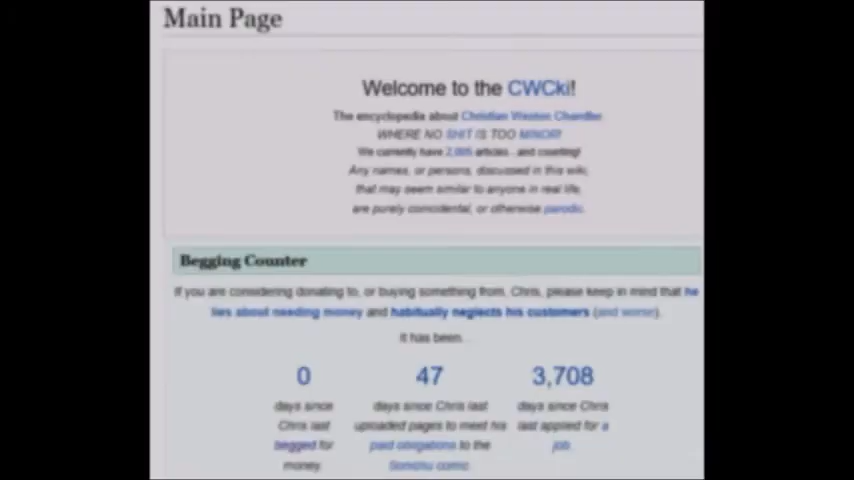 Main Page
Welcome to the CWCki!
The encyclopedia about Christian Weston Chandler
WHERE NO SHIT IS TOO MINOR!
We currently have 2,005 articles... and counting!
Any names, or persons, discussed in this wiki,
that may seem similar to anyone in real life,
are purely coincidental, or otherwise parodic.
Begging Counter
If you are considering donating to, or buying something from, Chris, please keep in mind that he
lies about needing money and habitually neglects his customers (and worse).
It has been...
0 47 3,708
days since days since Chris last days since Chris
Chris last uploaded pages to meet his last applied for a
begged for paid obligations to the job.
money. Sonichu comic.